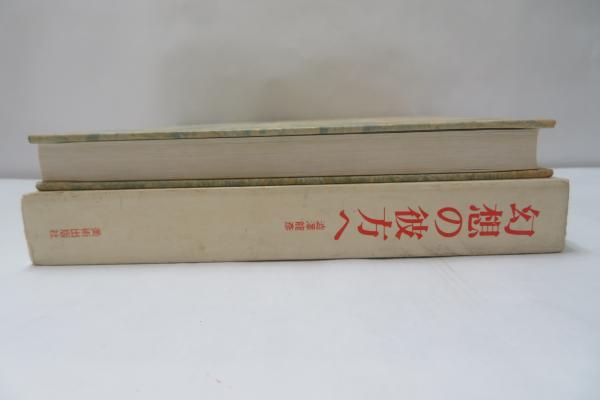 幻想の彼方へ
澁澤龍彦
美術出版社